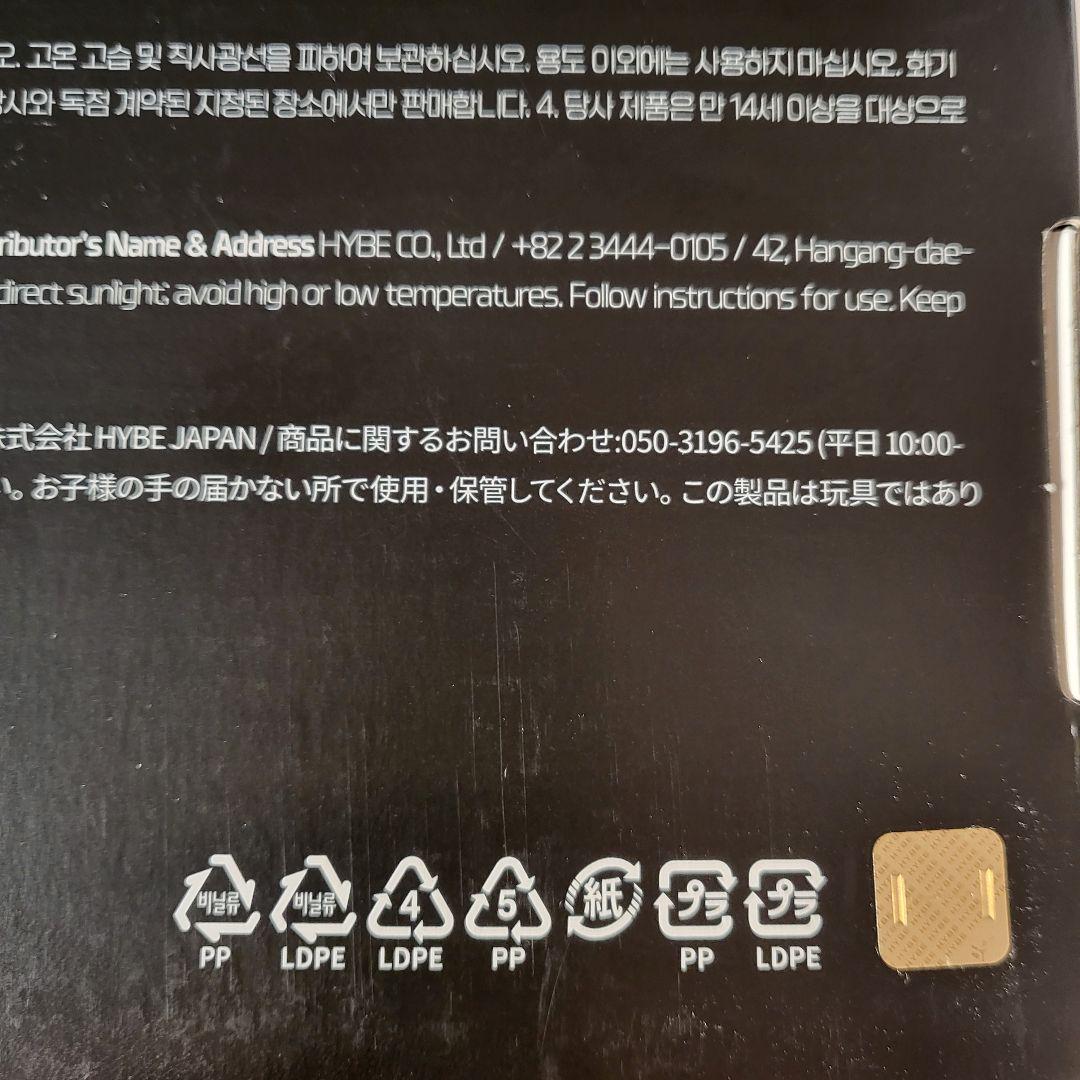 오. 고온 고습 및 직사광선을 피하여 보관하십시오. 용도 이외에는 사용하지 마십시오. 화기
당사와 독점 계약된 지정된 장소에서만 판매합니다. 4. 당사 제품은 만 14세 이상을 대상으로
ributor's Name & Address HYBE CO., Ltd / +82 2 3444-0105 / 42, Hangang-dae-
direct sunlight: avoid high or low temperatures. Follow instructions for use. Keep
株式会社 HYBE JAPAN / 商品に関するお問い合わせ:050-3196-5425 (平日 10:00-
い。お子様の手の届かない所で使用・保管してください。この製品は玩具ではあり
비닐류 비닐류 4 5 紙 プラ プラ
PP LDPE LDPE PP PP LDPE